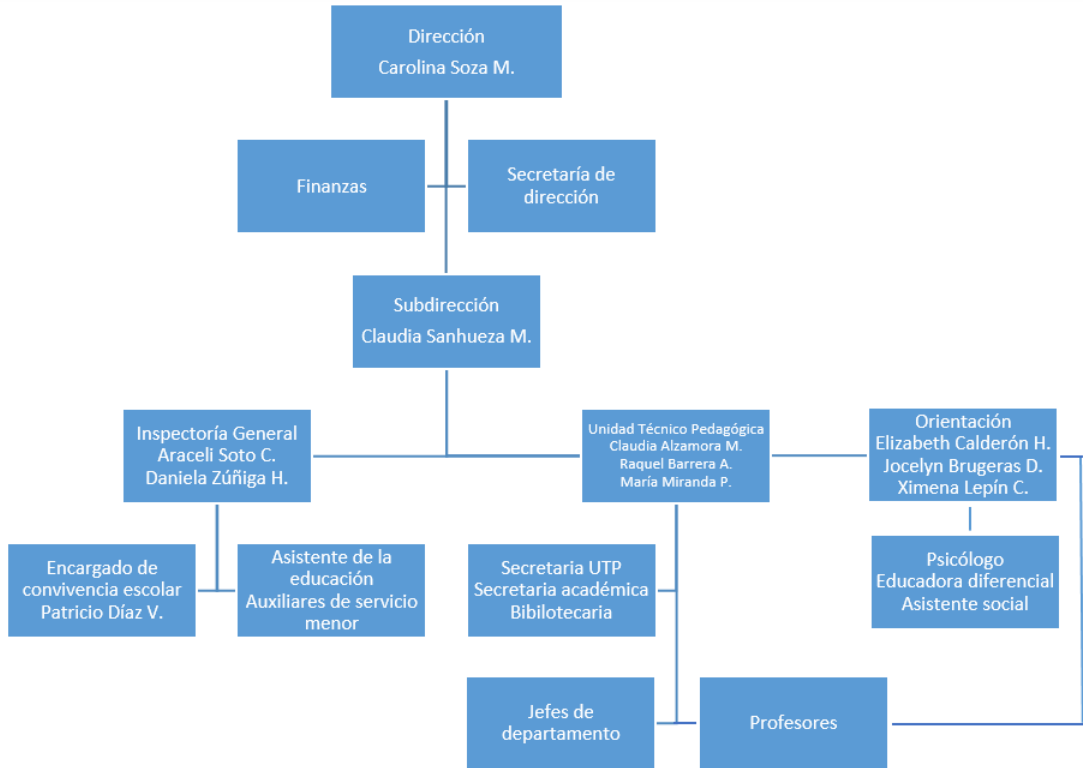 Dirección
Carolina Soza M.
Finanzas
Secretaría de
dirección
Subdirección
Claudia Sanhueza M.
Inspectoría General
Araceli Soto C.
Daniela Zúñiga H.
Unidad Técnico Pedagógica
Claudia Alzamora M.
Raquel Barrera A.
María Miranda P.
Orientación
Elizabeth Calderón H.
Jocelyn Brugeras D.
Ximena Lepín C.
Encargado de
convivencia escolar
Patricio Díaz V.
Asistente de la
educación
Auxiliares de servicio
menor
Secretaria UTP
Secretaria académica
Bibilotecaria
Psicólogo
Educadora diferencial
Asistente social
Jefes de
departamento
Profesores